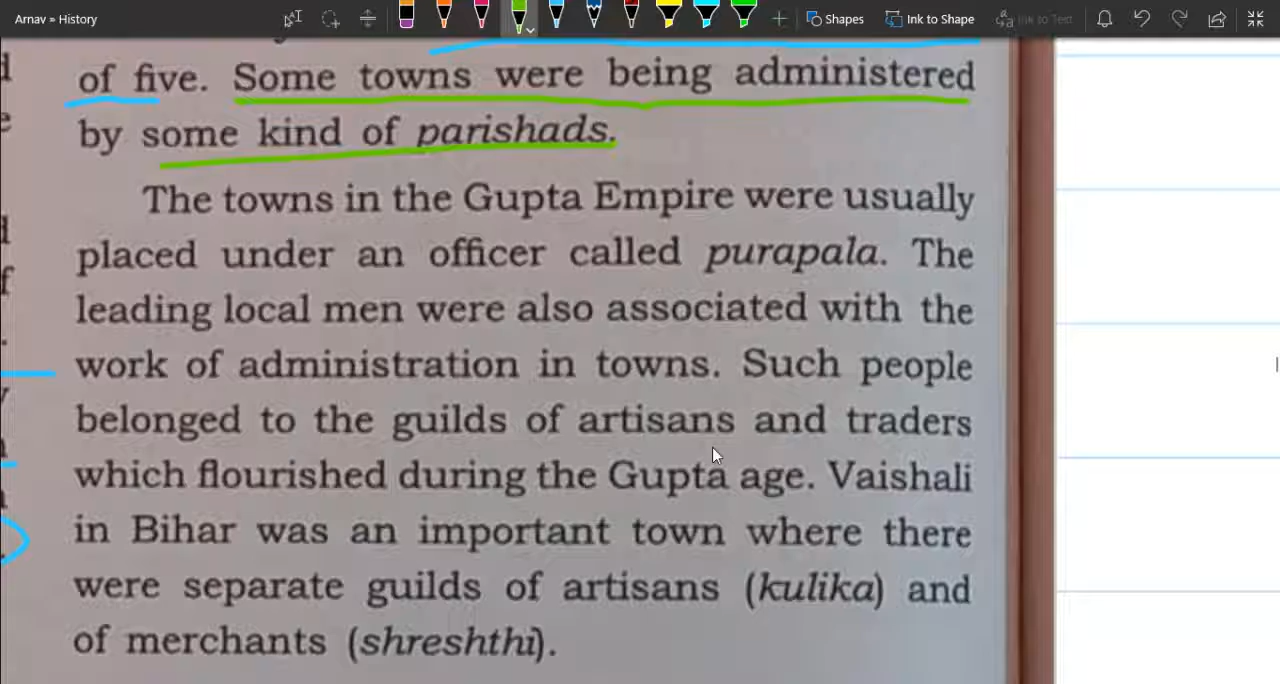 Arnav » History
Shapes
Ink to Shape
Ink to Text
of five. Some towns were being administered
by some kind of parishads.
The towns in the Gupta Empire were usually
placed under an officer called purapala. The
leading local men were also associated with the
work of administration in towns. Such people
belonged to the guilds of artisans and traders
which flourished during the Gupta age. Vaishali
in Bihar was an important town where there
were separate guilds of artisans (kulika) and
of merchants (shreshthi).